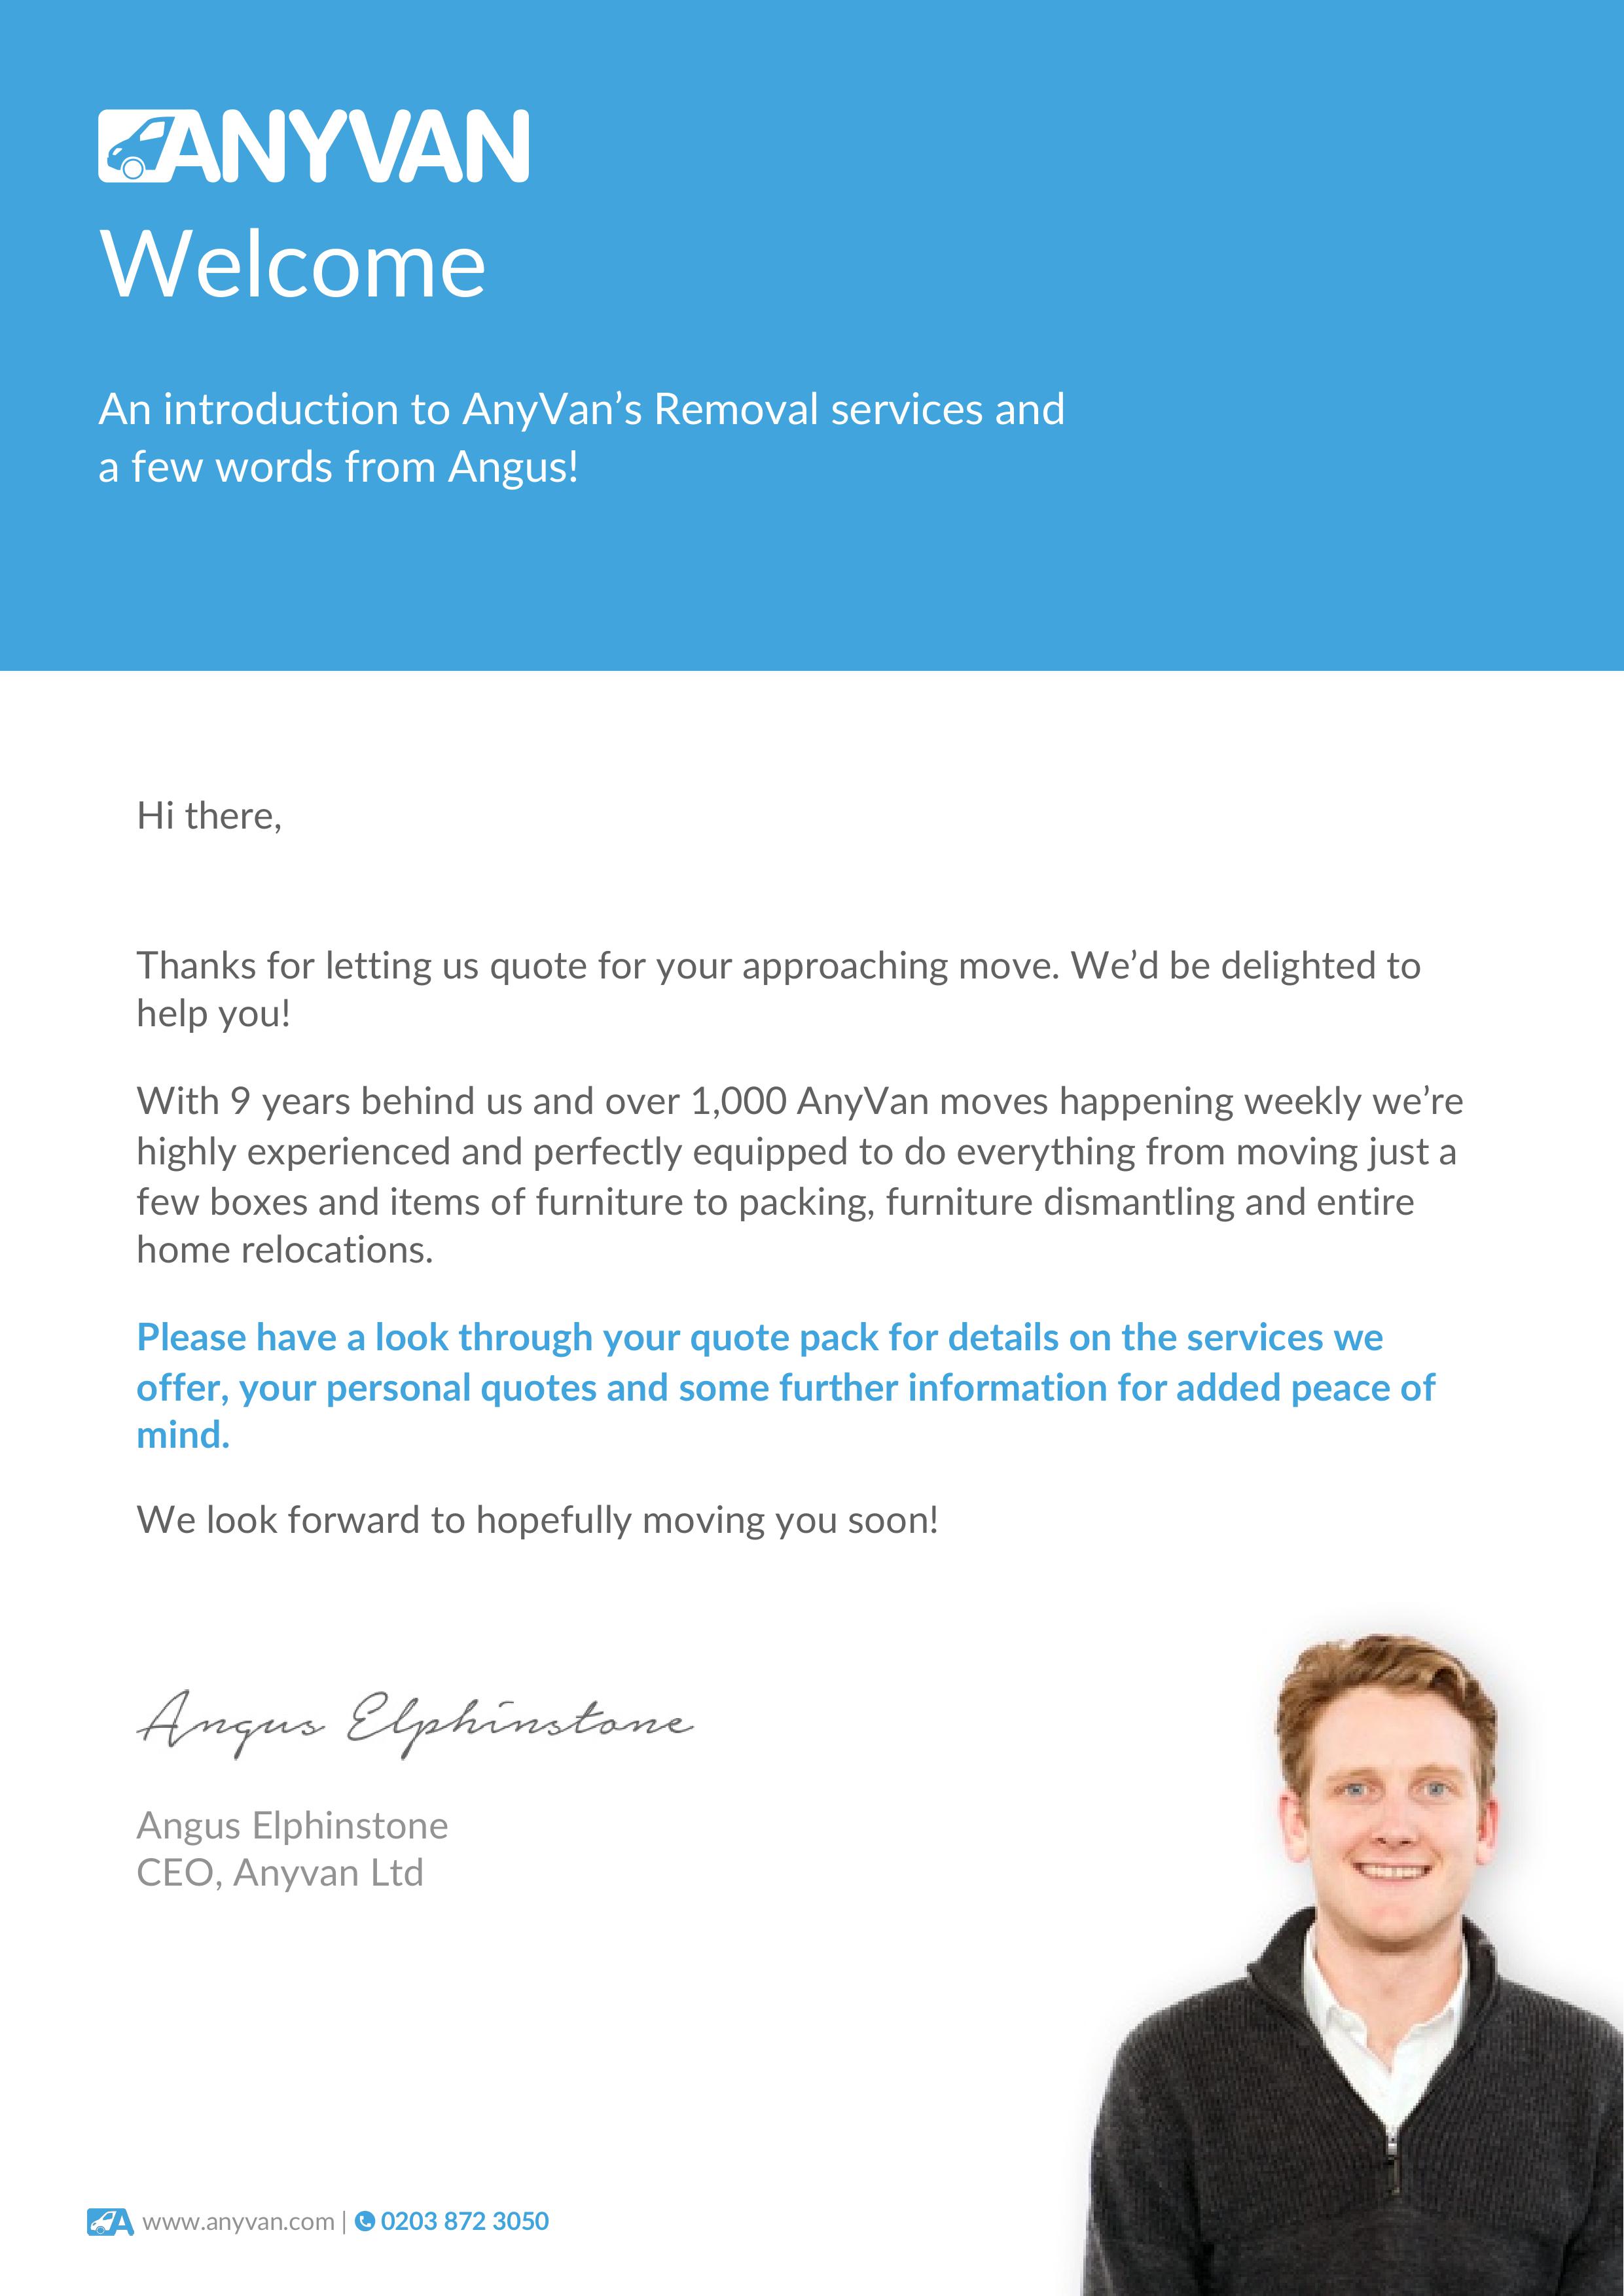 ANYVAN
Welcome
An introduction to AnyVan’s Removal services and
a few words from Angus!
Hi there,
Thanks for letting us quote for your approaching move. We’d be delighted to
help you!
With 9 years behind us and over 1,000 AnyVan moves happening weekly we’re
highly experienced and perfectly equipped to do everything from moving just a
few boxes and items of furniture to packing, furniture dismantling and entire
home relocations.
Please have a look through your quote pack for details on the services we
offer, your personal quotes and some further information for added peace of
mind.
We look forward to hopefully moving you soon!
Angus Elphinstone
Angus Elphinstone
CEO, Anyvan Ltd
A www.anyvan.com | 0203 872 3050